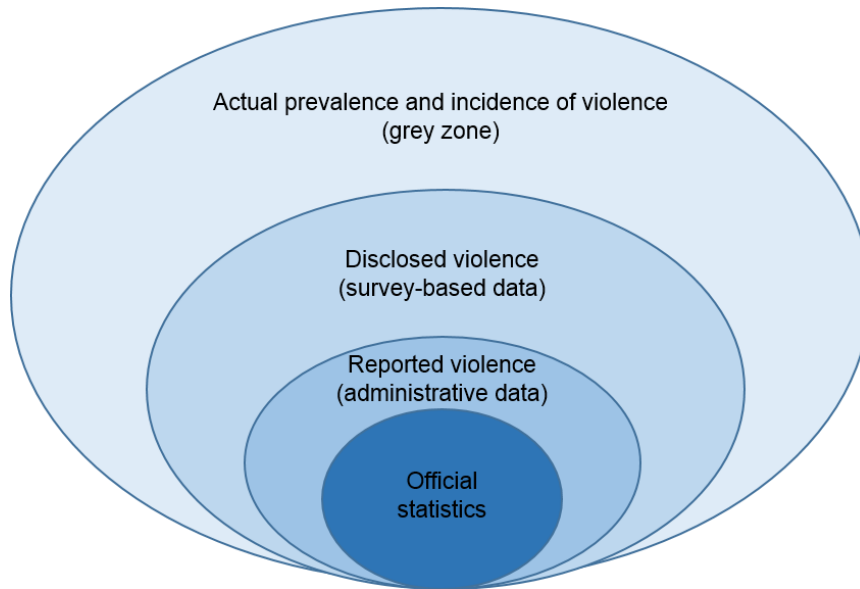 Actual prevalence and incidence of violence
(grey zone)
Disclosed violence
(survey-based data)
Reported violence
(administrative data)
Official
statistics